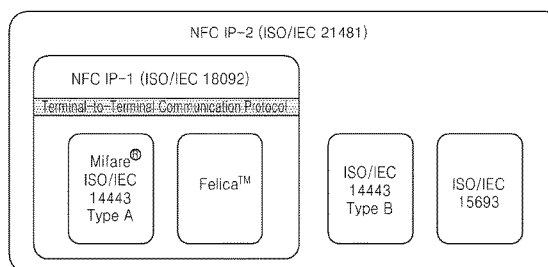 NFC IP-2 (ISO/IEC 21481)
NFC IP-1 (ISO/IEC 18092)
Terminal-to-Terminal Communication Protocol
Mifare®
ISO/IEC
14443
Type A
Felica™
ISO/IEC
14443
Type B
ISO/IEC
15693